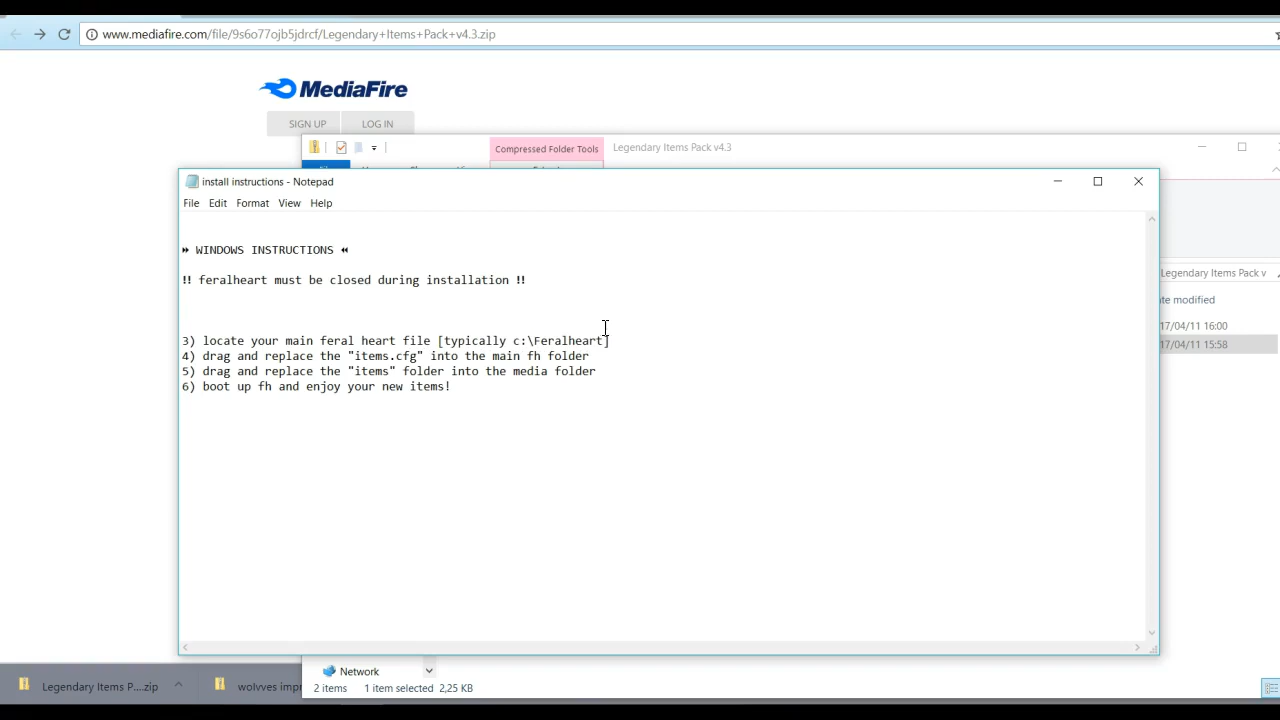 www.mediafire.com/file/9s6o77ojb5jdrcf/Legendary+Items+Pack+v4.3.zip
MediaFire
SIGN UP
LOG IN
Compressed Folder Tools
Legendary Items Pack v4.3
install instructions - Notepad
File Edit Format View Help
» WINDOWS INSTRUCTIONS «
‼ feralheart must be closed during installation ‼
3) locate your main feral heart file [typically c:\Feralheart]
4) drag and replace the "items.cfg" into the main fh folder
5) drag and replace the "items" folder into the media folder
6) boot up fh and enjoy your new items!
Legendary Items Pack v
te modified
17/04/11 16:00
17/04/11 15:58
Network
2 items 1 item selected 2,25 KB
Legendary Items P....zip
wolvves impr